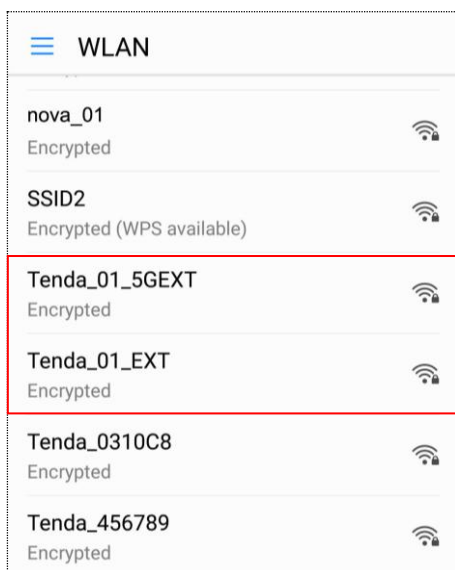 WLAN
nova_01
Encrypted
SSID2
Encrypted (WPS available)
Tenda_01_5GEXT
Encrypted
Tenda_01_EXT
Encrypted
Tenda_0310C8
Encrypted
Tenda_456789
Encrypted